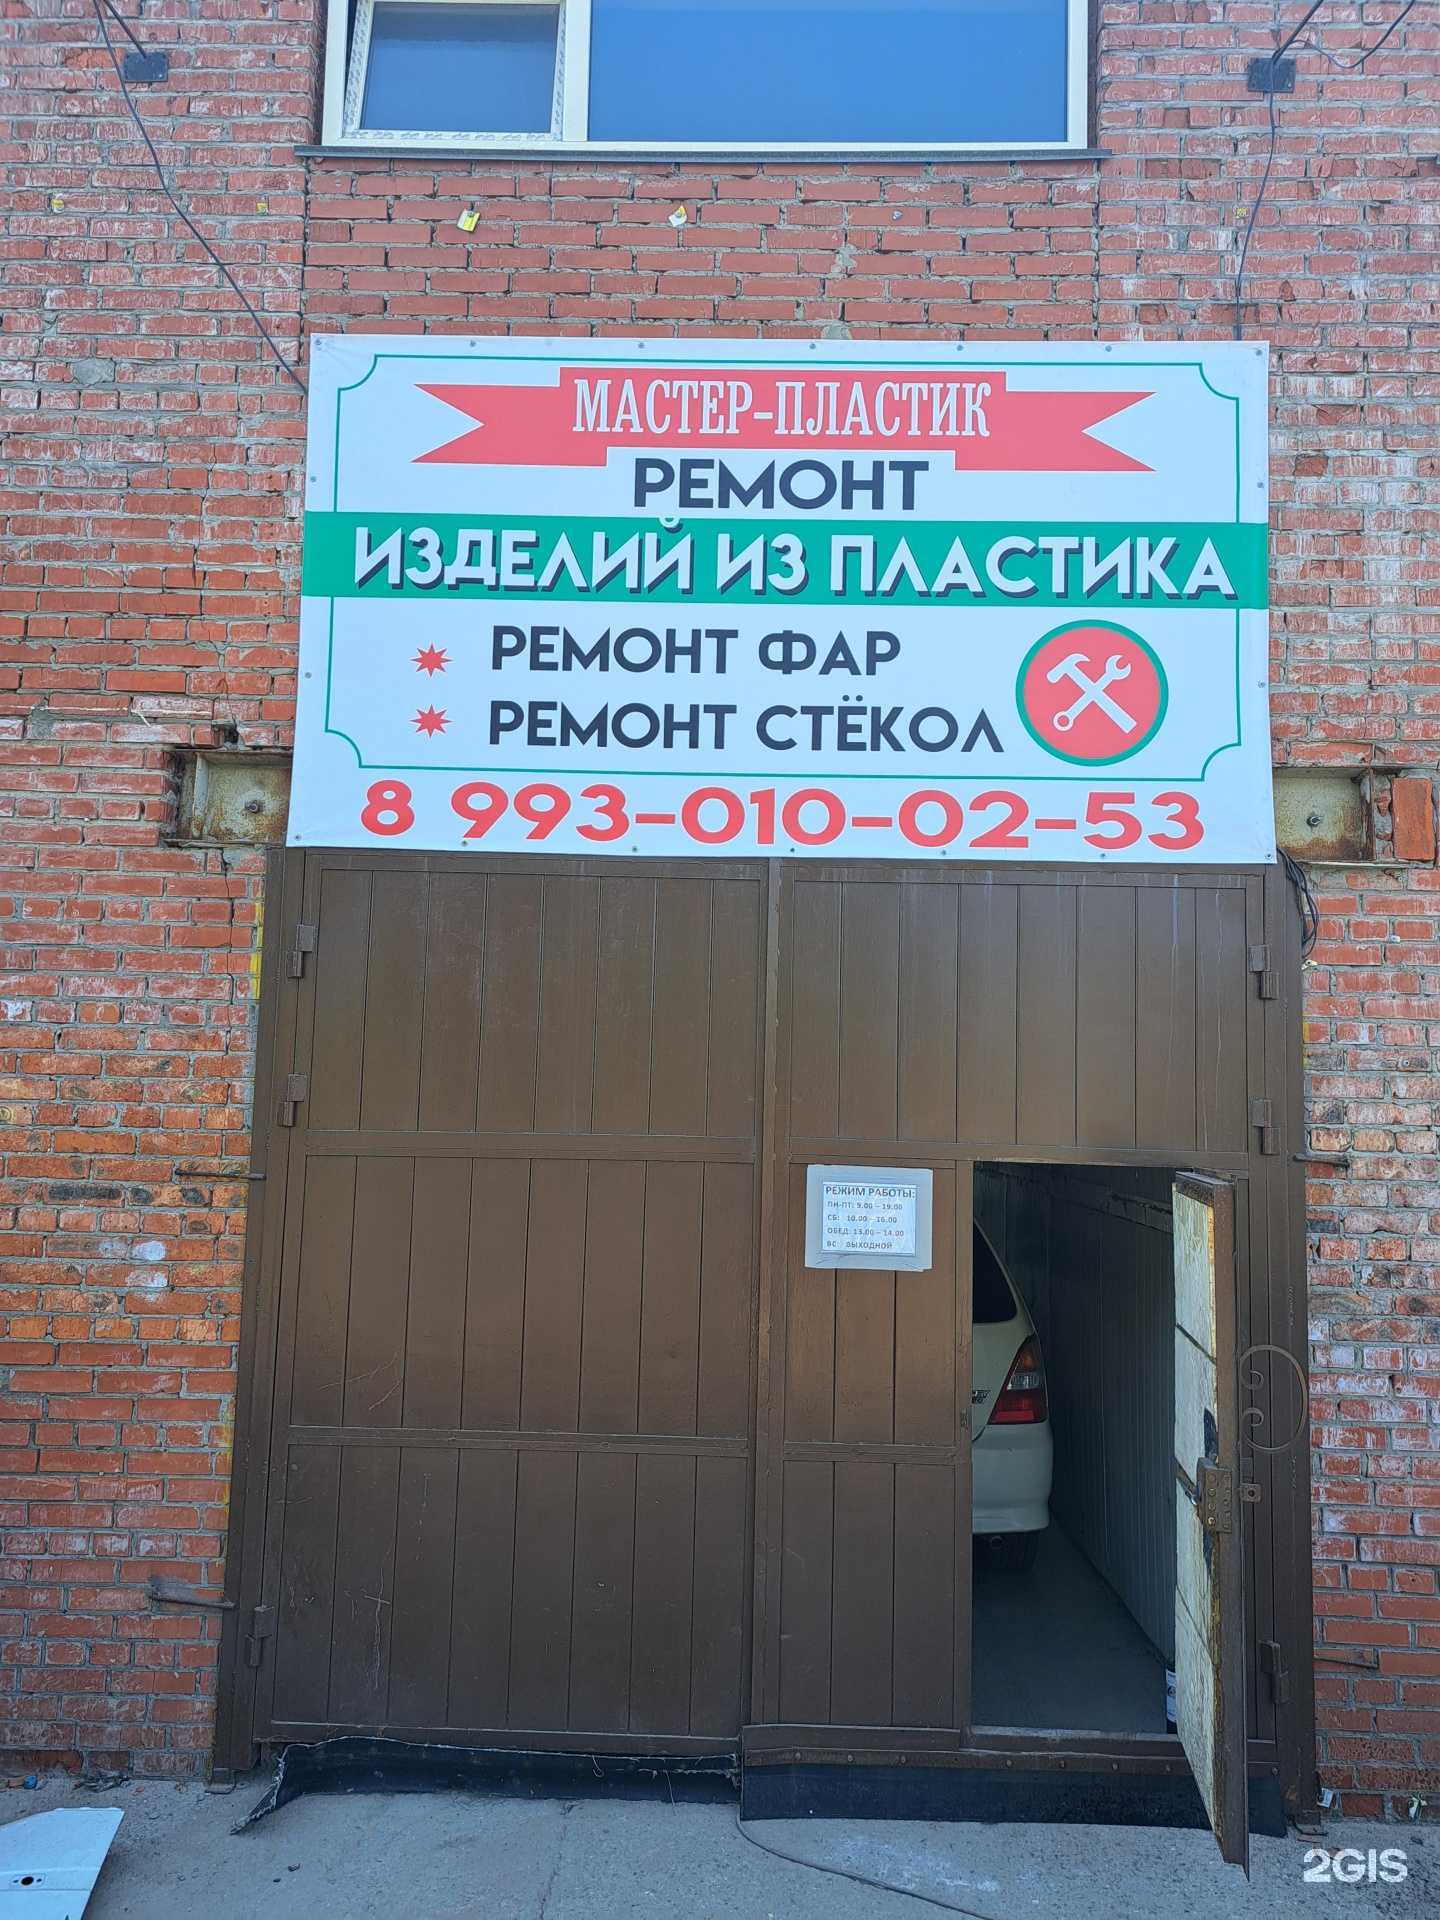 МАСТЕР-ПЛАСТИК
РЕМОНТ
ИЗДЕЛИЙ ИЗ ПЛАСТИКА
РЕМОНТ ФАР
РЕМОНТ СТЁКОЛ
8 993-010-02-53
РЕЖИМ РАБОТЫ:
ПН-ПТ: 9.00 – 19.00
СБ: 10.00 – 16.00
ОБЕД: 13.00 – 14.00
ВС ВЫХОДНОЙ
2GIS